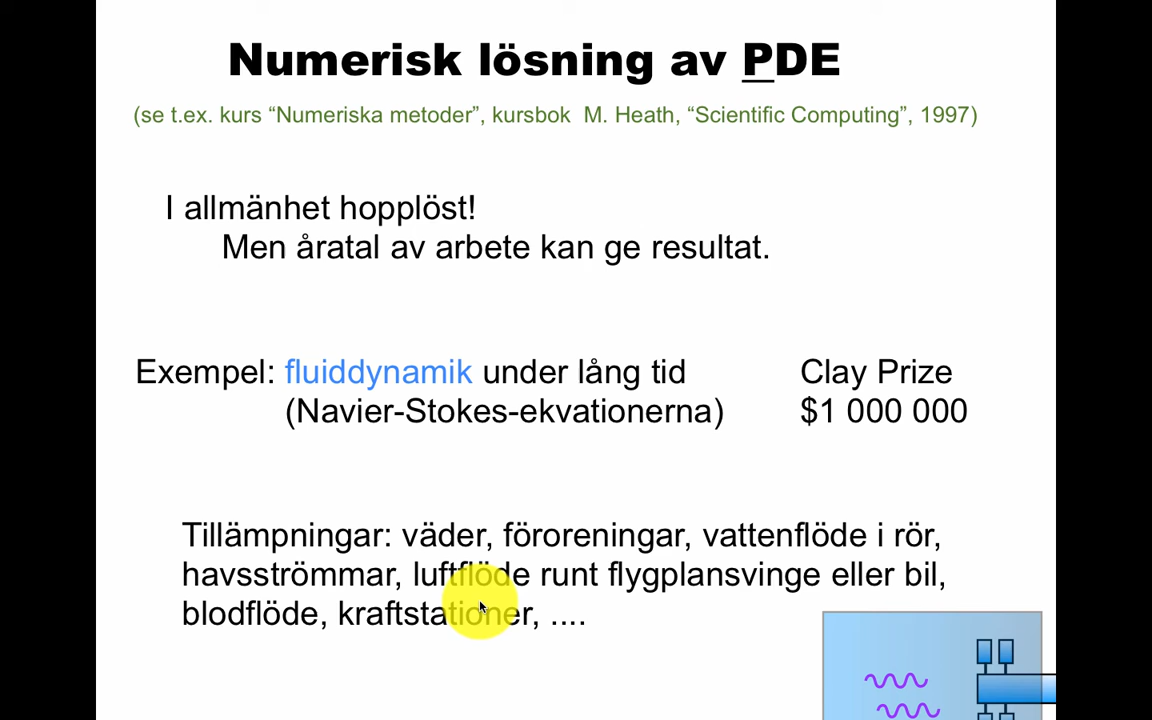 Numerisk lösning av PDE
(se t.ex. kurs “Numeriska metoder”, kursbok M. Heath, “Scientific Computing”, 1997)
I allmänhet hopplöst!
Men åratal av arbete kan ge resultat.
Exempel: fluiddynamik under lång tid
(Navier-Stokes-ekvationerna)
Clay Prize
$1 000 000
Tillämpningar: väder, föroreningar, vattenflöde i rör,
havsströmmar, luftflöde runt flygplansvinge eller bil,
blodflöde, kraftstationer, ....